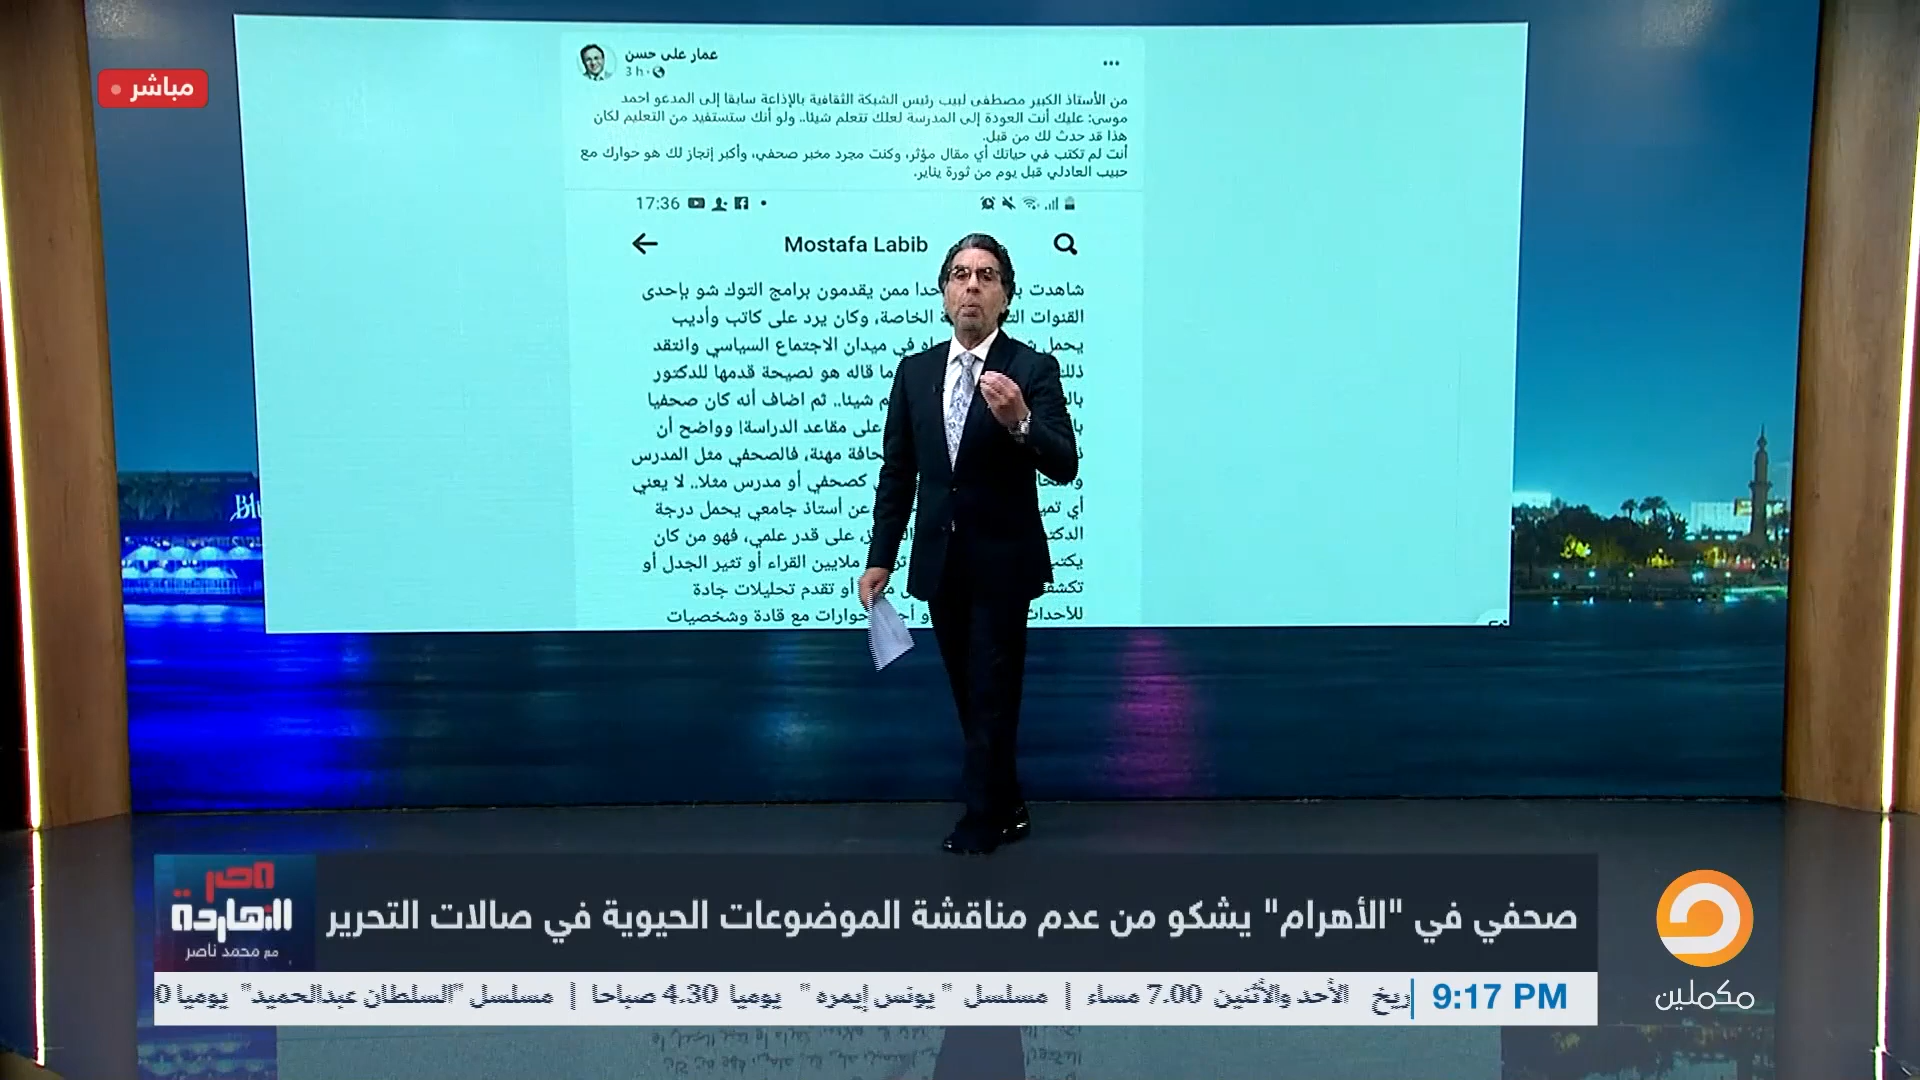 مباشر
عمار علي حسن
3 h
من الأستاذ الكبير مصطفى لبيب رئيس الشبكة الثقافية بالإذاعة سابقا إلى المدعو احمد
موسى: عليك أنت العودة إلى المدرسة لعلك تتعلم شيئا.. ولو أنك ستستفيد من التعليم لكان
هذا قد حدث لك من قبل.
أنت لم تكتب في حياتك أي مقال مؤثر، وكنت مجرد مخبر صحفي، وأكبر إنجاز لك هو حوارك مع
حبيب العادلي قبل يوم من ثورة يناير.
17:36
Mostafa Labib
شاهدت ممن يقدمون برامج التوك شو بإحدى
القنوات الخاصة، وكان يرد على كاتب وأديب
يحمل في ميدان الاجتماع السياسي وانتقد
ما قاله هو نصيحة قدمها للدكتور
شيئا.. ثم اضاف أنه كان صحفيا
على مقاعد الدراسة! وواضح أن
مهنة، فالصحفي مثل المدرس
كصحفي أو مدرس مثلا.. لا يعني
أي عن أستاذ جامعي يحمل درجة
على قدر علمي، فهو من كان
ملايين القراء أو تثير الجدل أو
أو تقدم تحليلات جادة
حوارات مع قادة وشخصيات
مصر
النهاردة
مع محمد ناصر
صحفي في "الأهرام" يشكو من عدم مناقشة الموضوعات الحيوية في صالات التحرير
9:17 PM
ريخ الأحد والأثنين 7.00 مساء | مسلسل " يونس إيمره " يوميا 4.30 صباحا | مسلسل "السلطان عبدالحميد" يوميا
مكملين